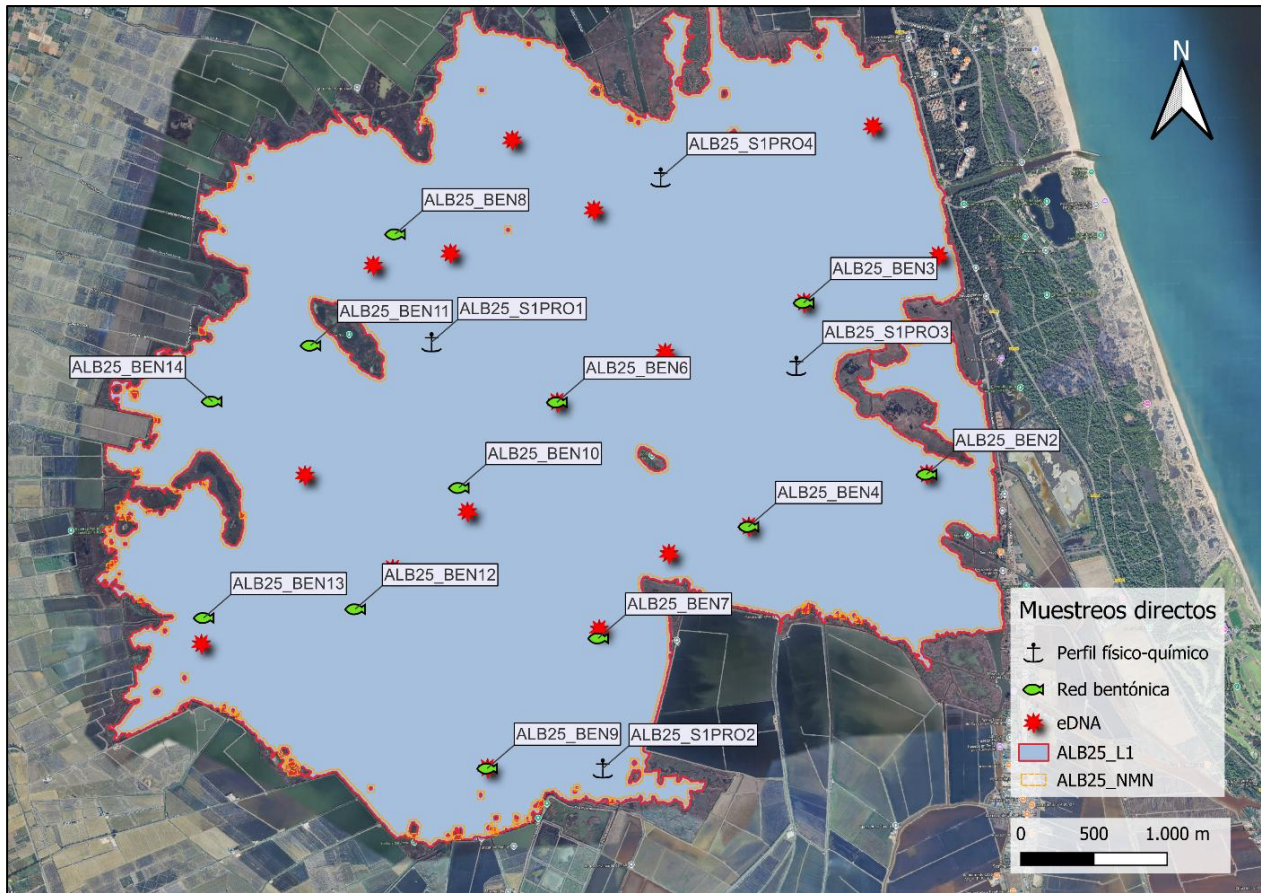 N
ALB25_S1PRO4
ALB25_BEN8
ALB25_BEN3
ALB25_BEN11
ALB25_S1PRO1
ALB25_S1PRO3
ALB25_BEN14
ALB25_BEN6
ALB25_BEN2
ALB25_BEN10
ALB25_BEN4
ALB25_BEN12
ALB25_BEN13
ALB25_BEN7
ALB25_BEN9
ALB25_S1PRO2
Muestreos directos
Perfil físico-químico
Red bentónica
eDNA
ALB25_L1
ALB25_NMN
0 500 1.000 m